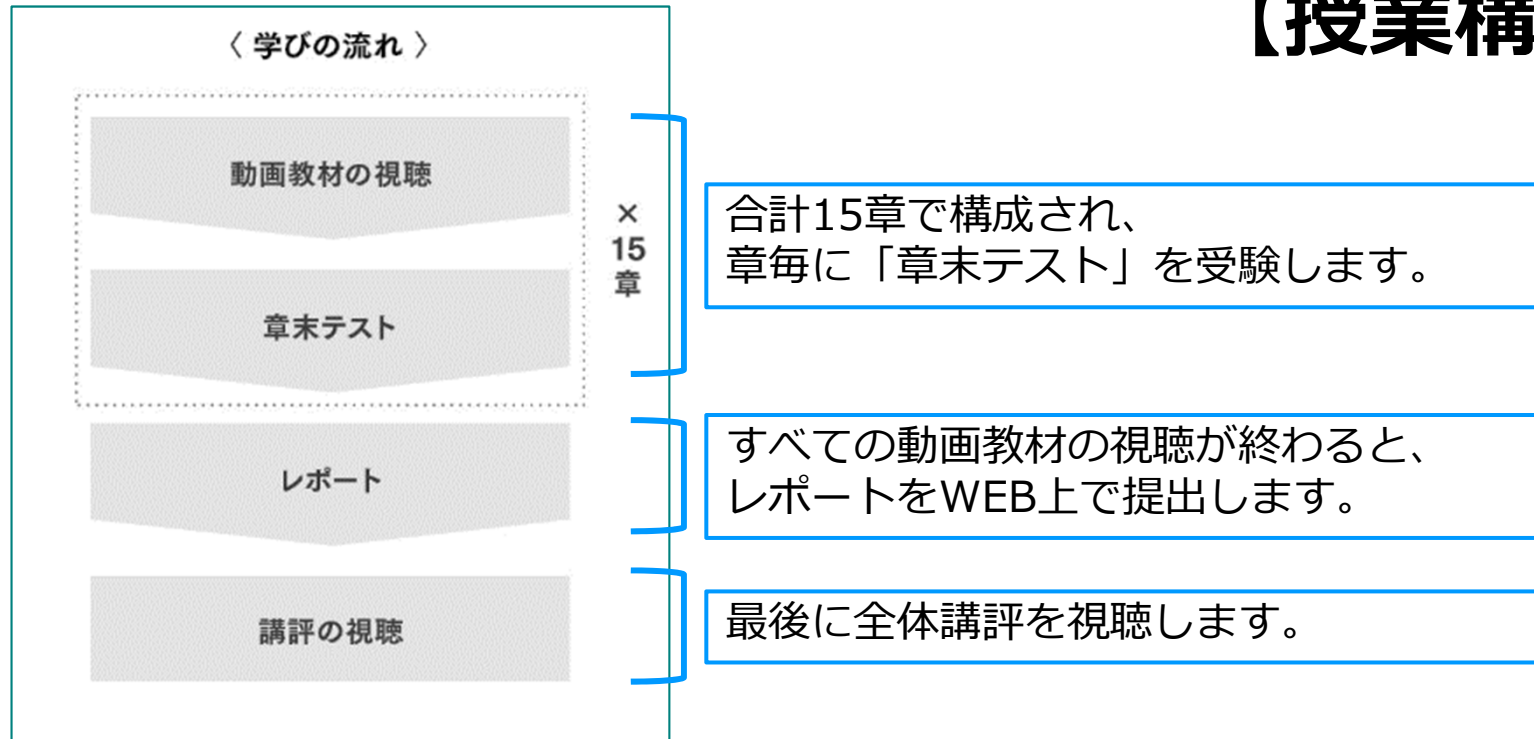 【授業構
〈 学びの流れ 〉
動画教材の視聴
章末テスト
×
15
章
合計15章で構成され、
章毎に「章末テスト」を受験します。
レポート
すべての動画教材の視聴が終わると、
レポートをWEB上で提出します。
講評の視聴
最後に全体講評を視聴します。